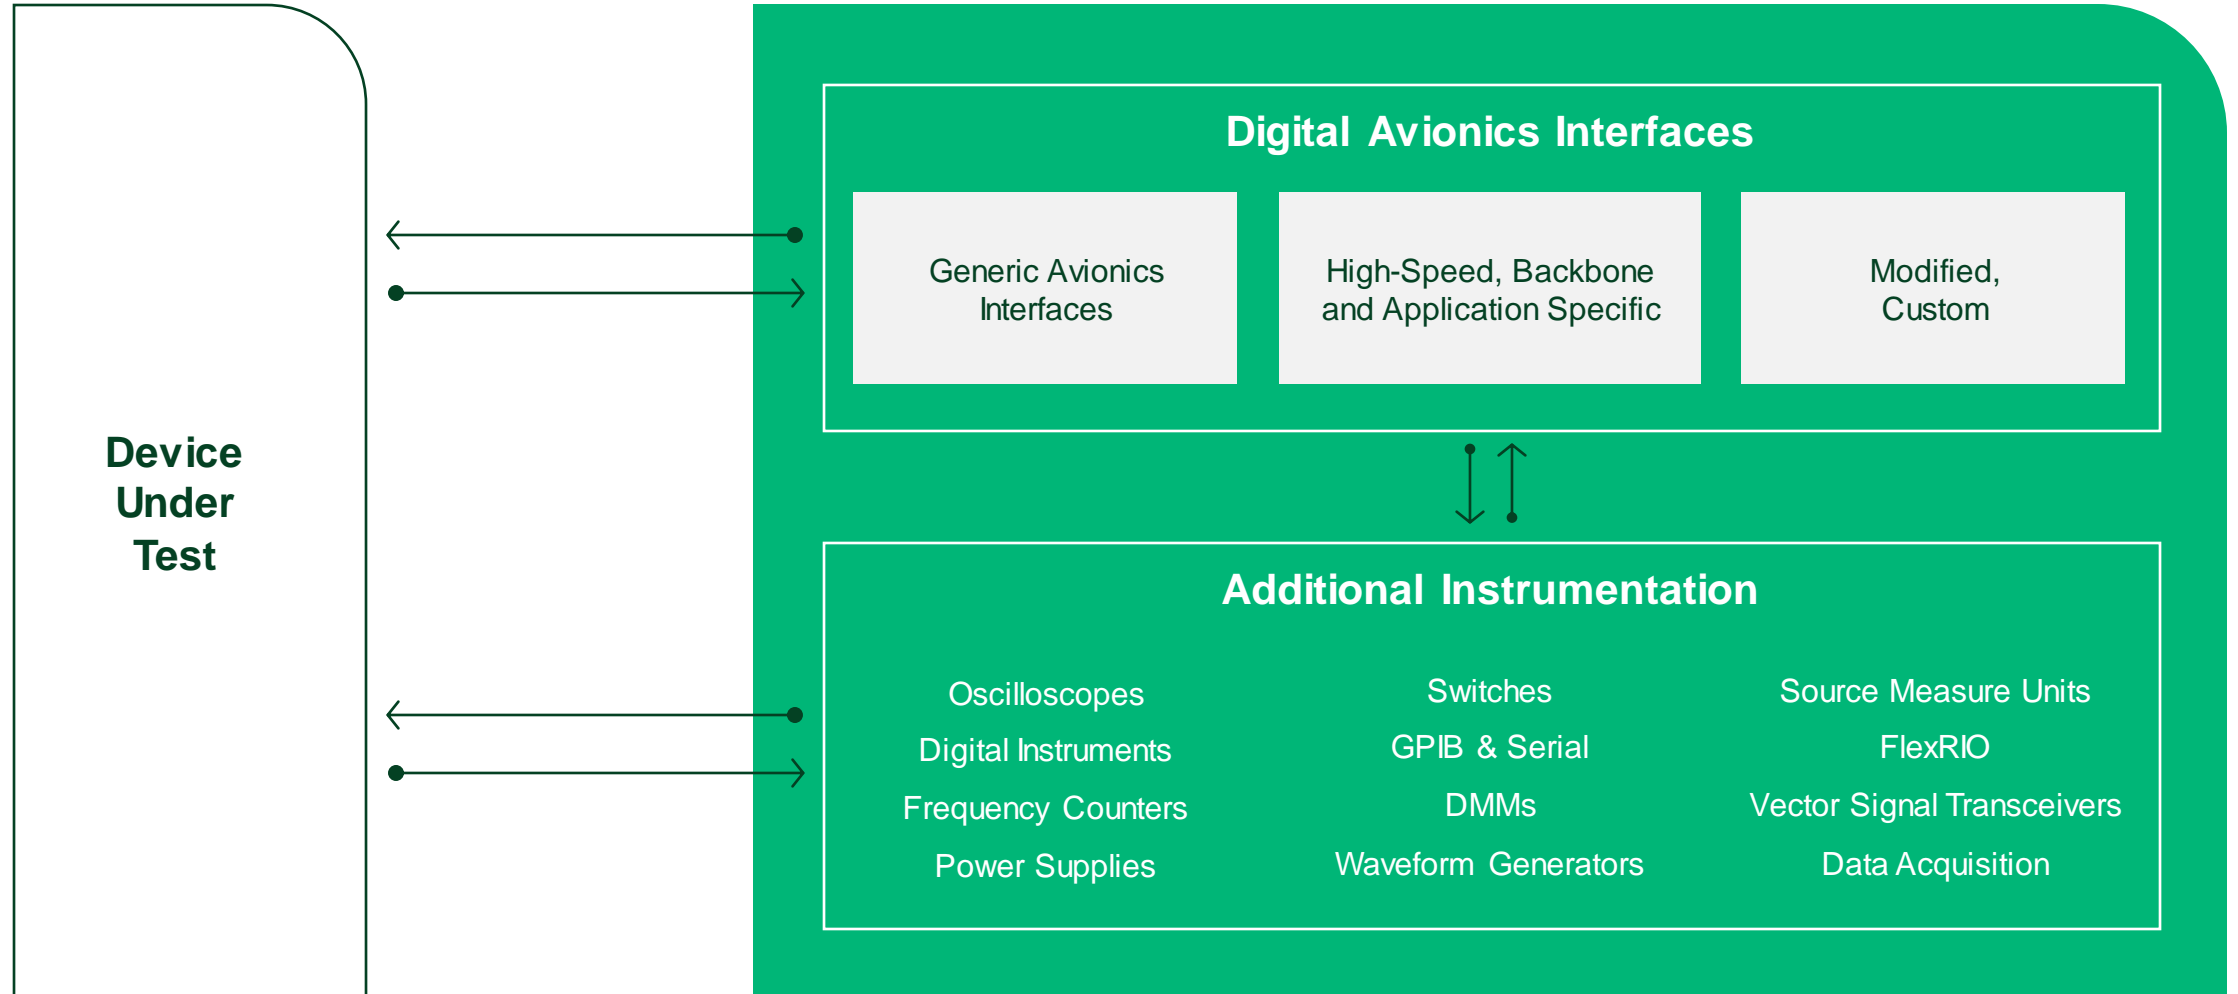 Device
Under
Test
Digital Avionics Interfaces
Generic Avionics
Interfaces
High-Speed, Backbone
and Application Specific
Modified,
Custom
Additional Instrumentation
Oscilloscopes
Digital Instruments
Frequency Counters
Power Supplies
Switches
GPIB & Serial
DMMs
Waveform Generators
Source Measure Units
FlexRIO
Vector Signal Transceivers
Data Acquisition